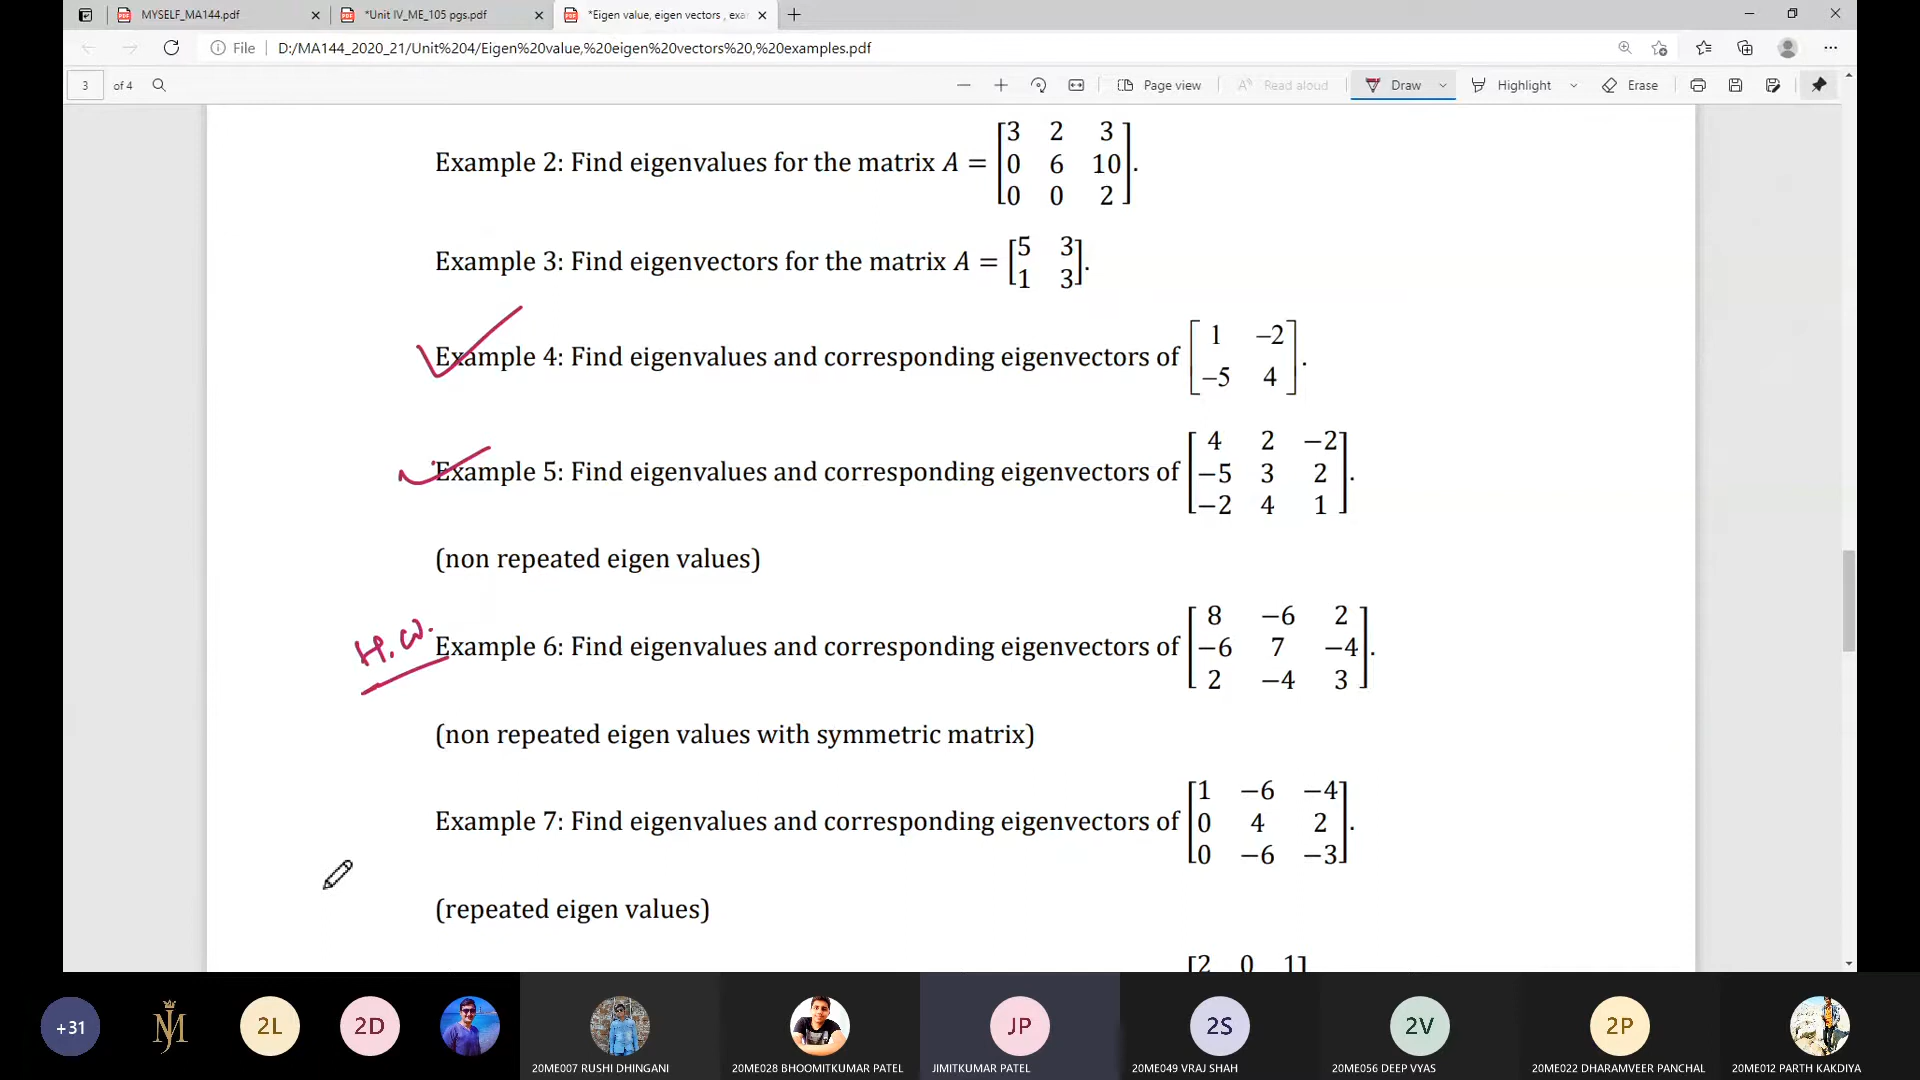 MYSELF_MA144.pdf
*Unit IV_ME_105 pgs.pdf
*Eigen value, eigen vectors , exar
File
D:/MA144_2020_21/Unit%204/Eigen%20value,%20eigen%20vectors%20,%20examples.pdf
3 of 4
Page view
Read aloud
Draw
Highlight
Erase
Example 2: Find eigenvalues for the matrix A = [3 2 3
0 6 10
0 0 2].
Example 3: Find eigenvectors for the matrix A = [5 3
1 3].
Example 4: Find eigenvalues and corresponding eigenvectors of [1 −2
−5 4].
Example 5: Find eigenvalues and corresponding eigenvectors of [4 2 −2
−5 3 2
−2 4 1].
(non repeated eigen values)
H.W.
Example 6: Find eigenvalues and corresponding eigenvectors of [8 −6 2
−6 7 −4
2 −4 3].
(non repeated eigen values with symmetric matrix)
Example 7: Find eigenvalues and corresponding eigenvectors of [1 −6 −4
0 4 2
0 −6 −3].
(repeated eigen values)
[2 0 1]
+31
JM
2L
2D
JP
2S
2V
2P
20ME007 RUSHI DHINGANI
20ME028 BHOOMITKUMAR PATEL
JIMITKUMAR PATEL
20ME049 VRAJ SHAH
20ME056 DEEP VYAS
20ME022 DHARAMVEER PANCHAL
20ME012 PARTH KAKDIYA